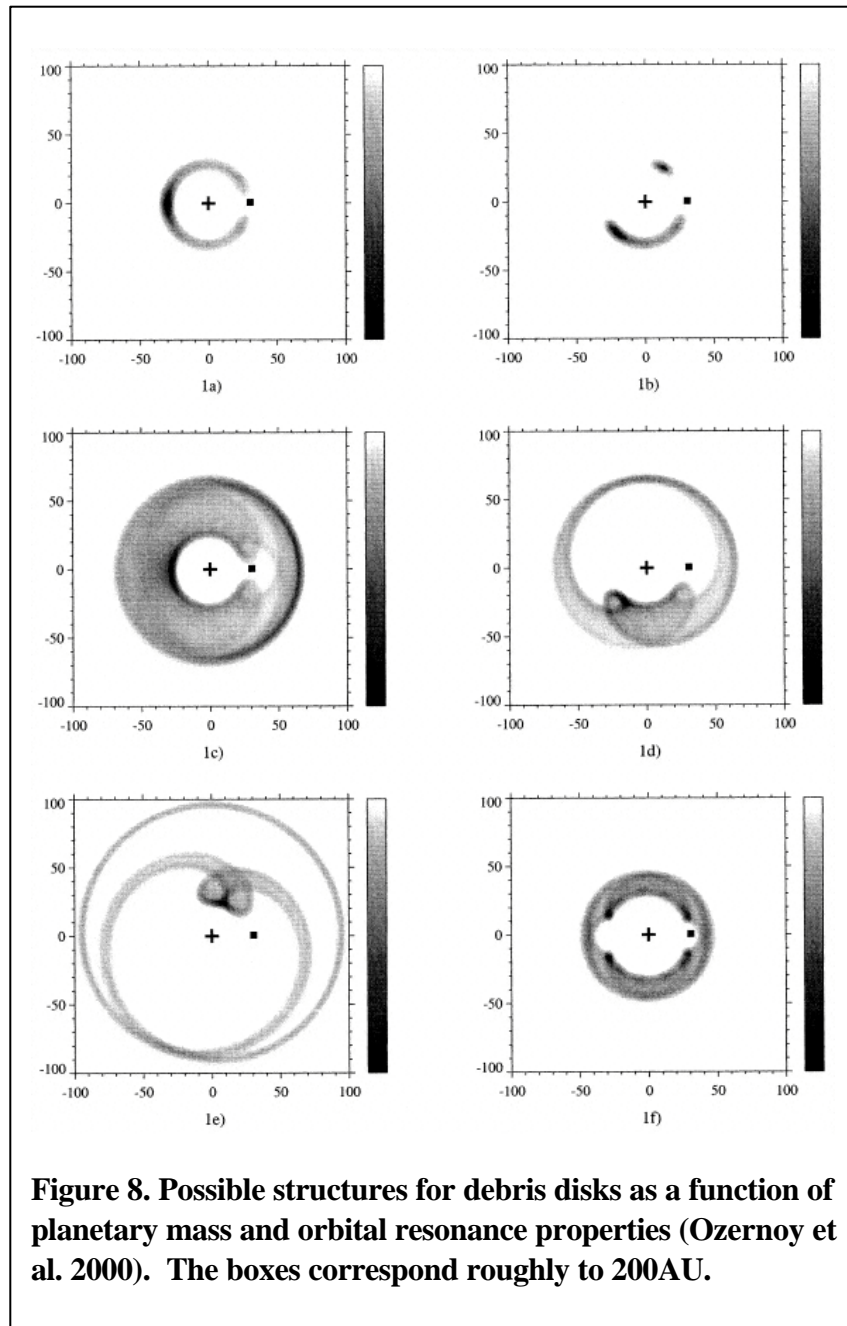 100
50
0
-50
-100
-100 -50 0 50 100
1a)
100
50
0
-50
-100
-100 -50 0 50 100
1b)
100
50
0
-50
-100
-100 -50 0 50 100
1c)
100
50
0
-50
-100
-100 -50 0 50 100
1d)
100
50
0
-50
-100
-100 -50 0 50 100
1e)
100
50
0
-50
-100
-100 -50 0 50 100
1f)
Figure 8. Possible structures for debris disks as a function of
planetary mass and orbital resonance properties (Ozernoy et
al. 2000). The boxes correspond roughly to 200AU.